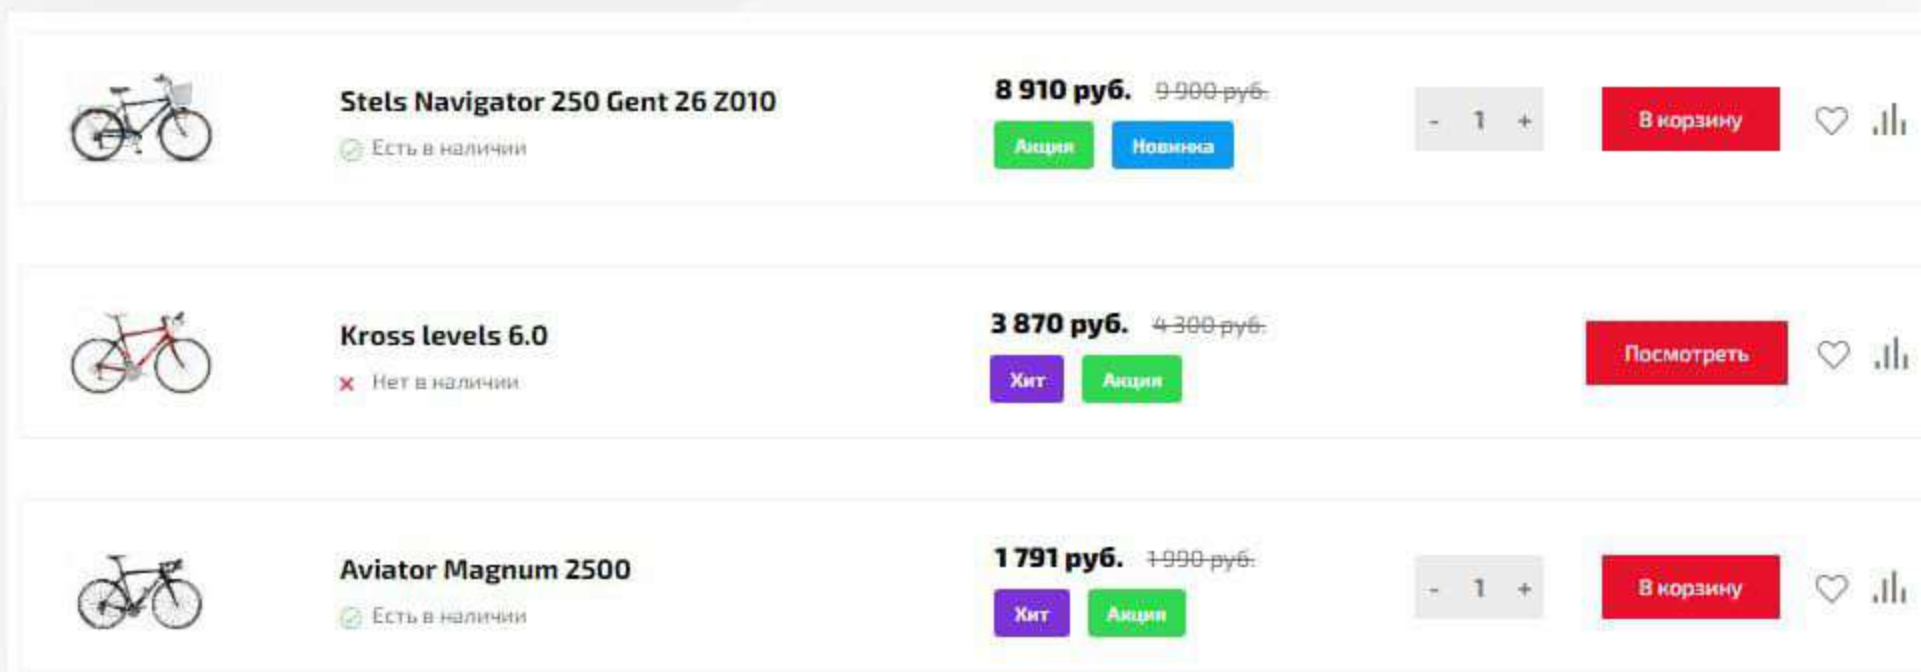 Stels Navigator 250 Gent 26 Z010
Есть в наличии
8 910 руб. 9 900 руб.
Акция Новинка
- 1 +
В корзину
Kross levels 6.0
Нет в наличии
3 870 руб. 4 300 руб.
Хит Акция
Посмотреть
Aviator Magnum 2500
Есть в наличии
1 791 руб. 1 990 руб.
Хит Акция
- 1 +
В корзину